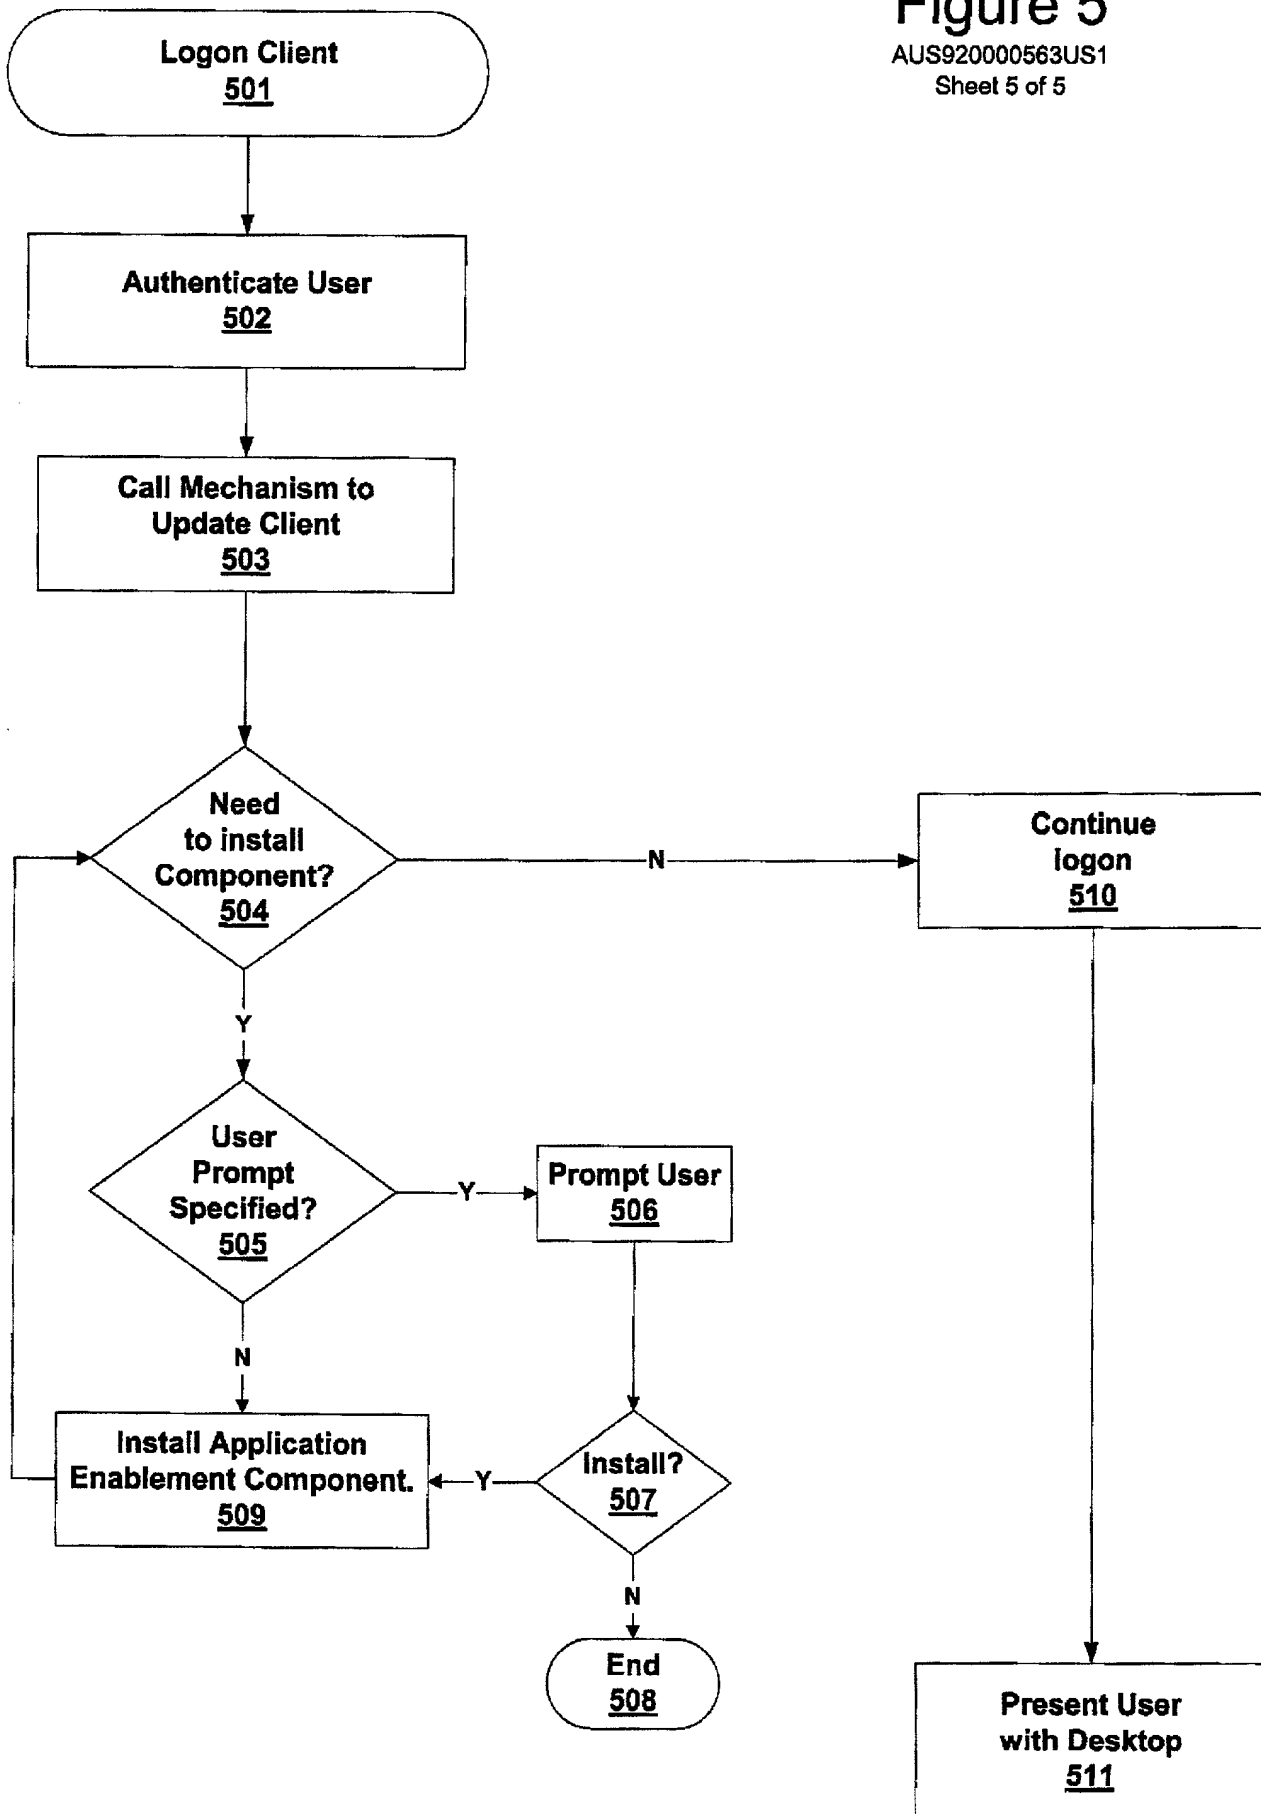 Figure 5
AUS920000563US1
Sheet 5 of 5
Logon Client
501
Authenticate User
502
Call Mechanism to
Update Client
503
Need
to install
Component?
504
N
Continue
logon
510
Y
User
Prompt
Specified?
505
Y
Prompt User
506
N
Install Application
Enablement Component.
509
Y
Install?
507
N
End
508
Present User
with Desktop
511